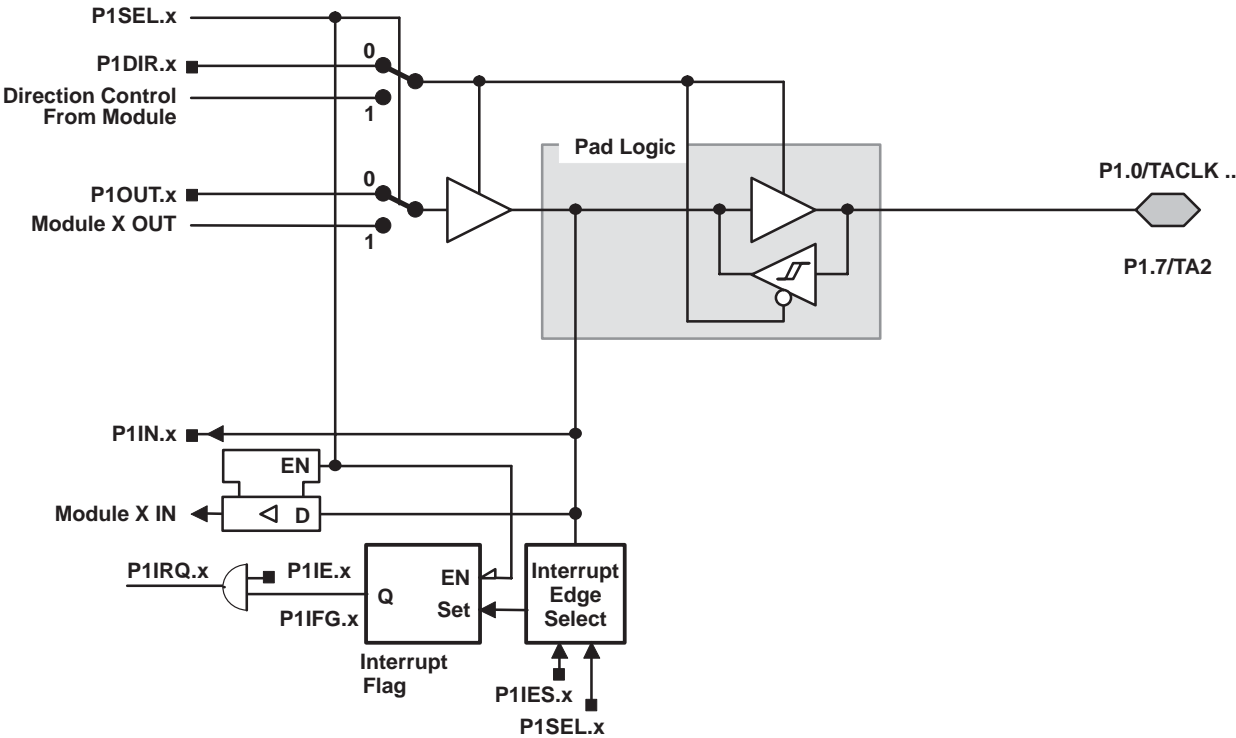 P1SEL.x
P1DIR.x
0
Direction Control
From Module
1
Pad Logic
P1OUT.x
0
Module X OUT
1
P1.0/TACLK ..
P1.7/TA2
P1IN.x
EN
Module X IN
D
P1IRQ.x
P1IE.x
P1IFG.x
Q
EN
Set
Interrupt
Edge
Select
Interrupt
Flag
P1IES.x
P1SEL.x